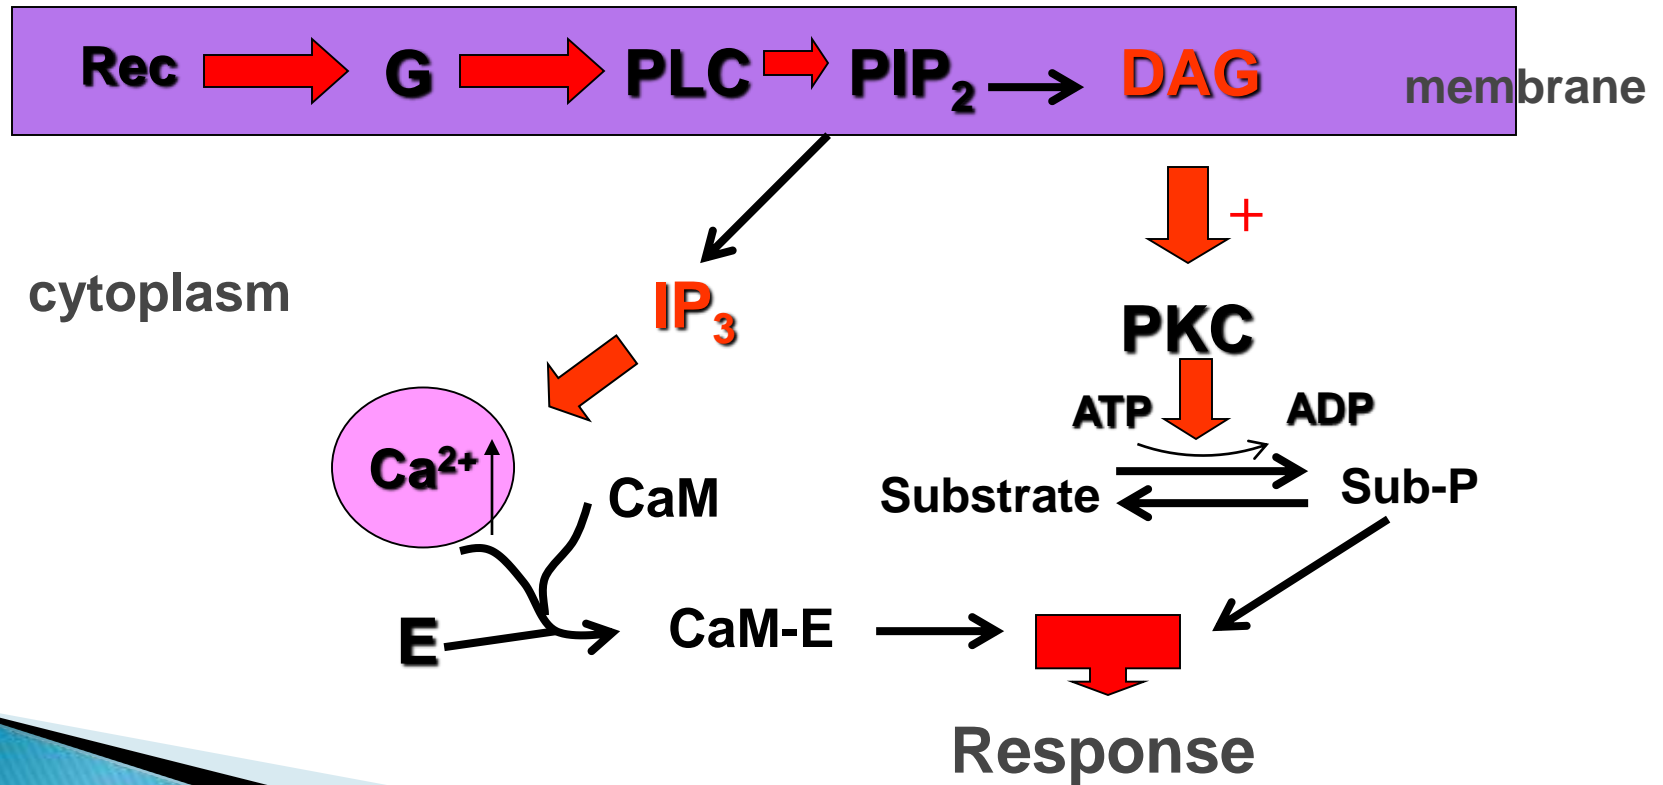 Rec G PLC PIP₂ DAG membrane
+
cytoplasm IP₃ PKC
ATP ADP
Ca²⁺ CaM Substrate Sub-P
E CaM-E
Response